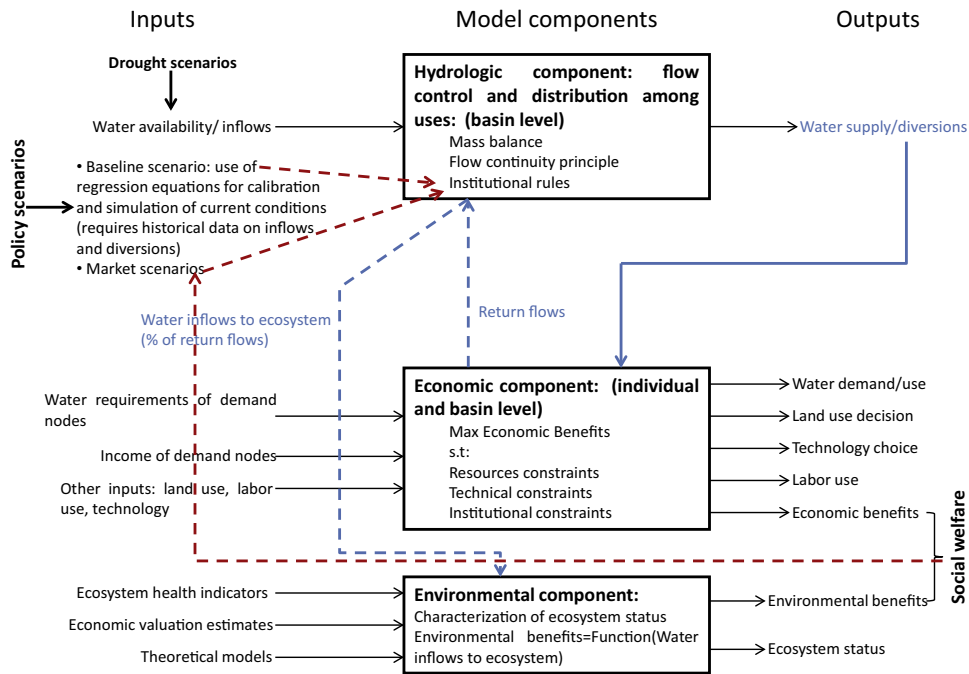 Inputs
Model components
Outputs
Drought scenarios
Water availability/ inflows
Policy scenarios
• Baseline scenario: use of
regression equations for calibration
and simulation of current conditions
(requires historical data on inflows
and diversions)
• Market scenarios
Hydrologic component: flow
control and distribution among
uses: (basin level)
Mass balance
Flow continuity principle
Institutional rules
Water supply/diversions
Water inflows to ecosystem
(% of return flows)
Return flows
Water requirements of demand
nodes
Income of demand nodes
Other inputs: land use, labor
use, technology
Economic component: (individual
and basin level)
Max Economic Benefits
s.t:
Resources constraints
Technical constraints
Institutional constraints
Water demand/use
Land use decision
Technology choice
Labor use
Economic benefits
Social welfare
Ecosystem health indicators
Economic valuation estimates
Theoretical models
Environmental component:
Characterization of ecosystem status
Environmental benefits=Function(Water
inflows to ecosystem)
Environmental benefits
Ecosystem status